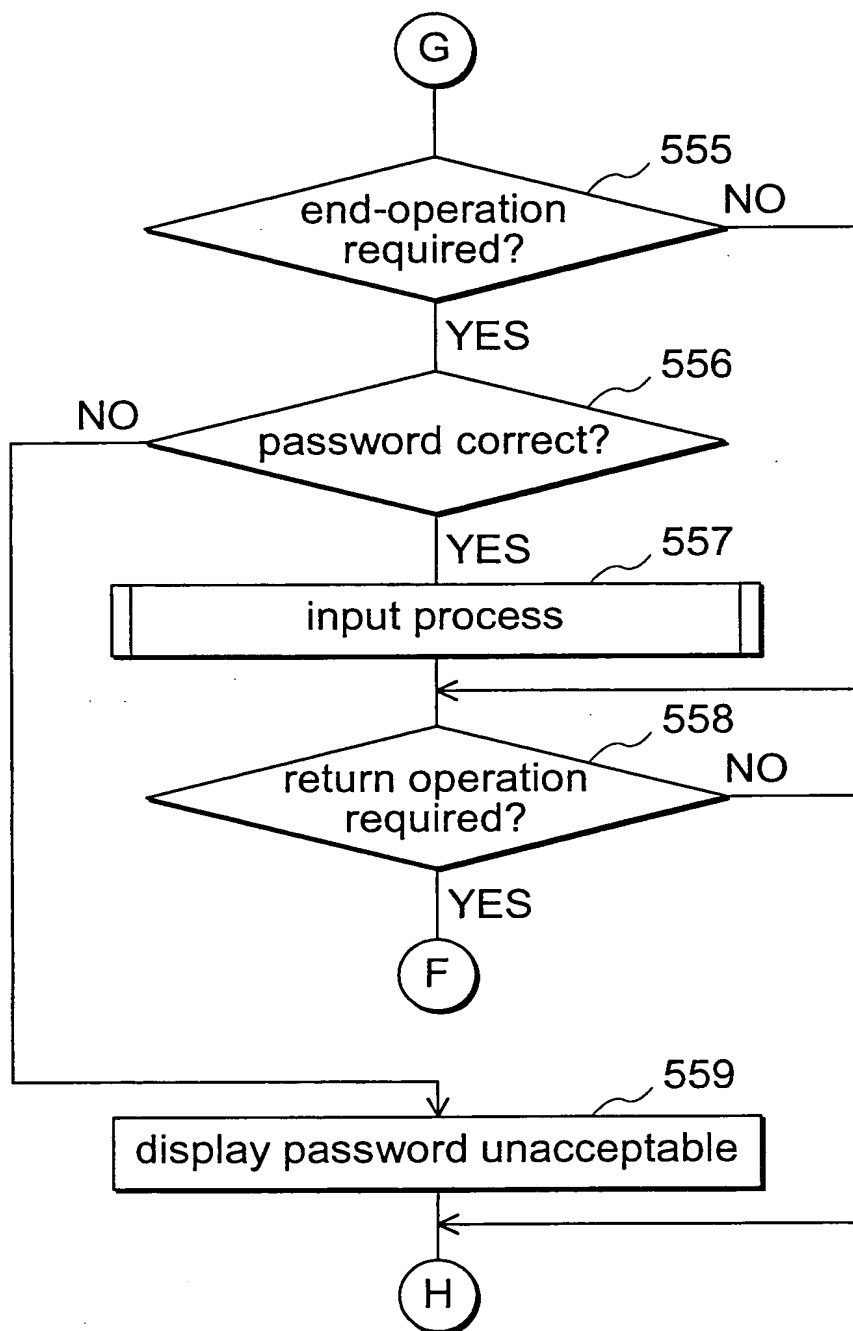 G
555
end-operation
required?
NO
YES
556
NO
password correct?
YES
557
input process
558
return operation
required?
NO
YES
F
559
display password unacceptable
H